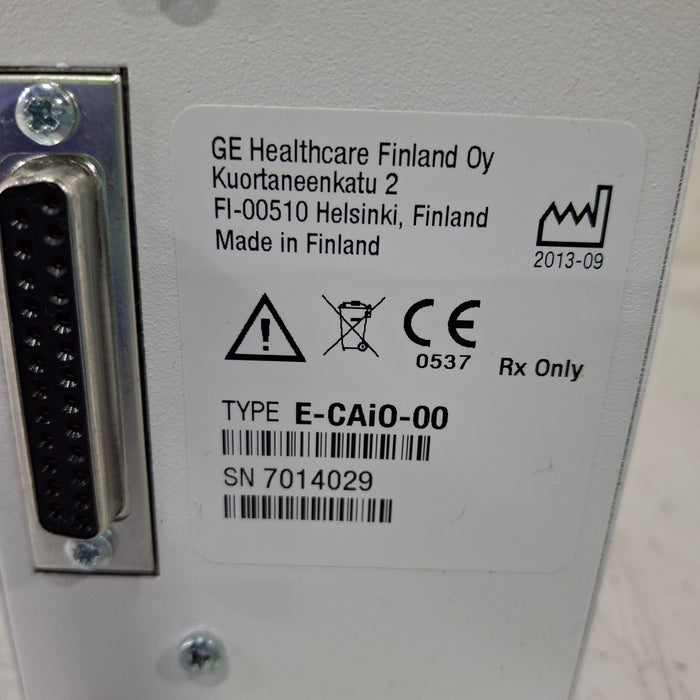 GE Healthcare Finland Oy
Kuortaneenkatu 2
FI-00510 Helsinki, Finland
Made in Finland
2013-09
CE
0537
Rx Only
TYPE E-CAiO-00
SN 7014029